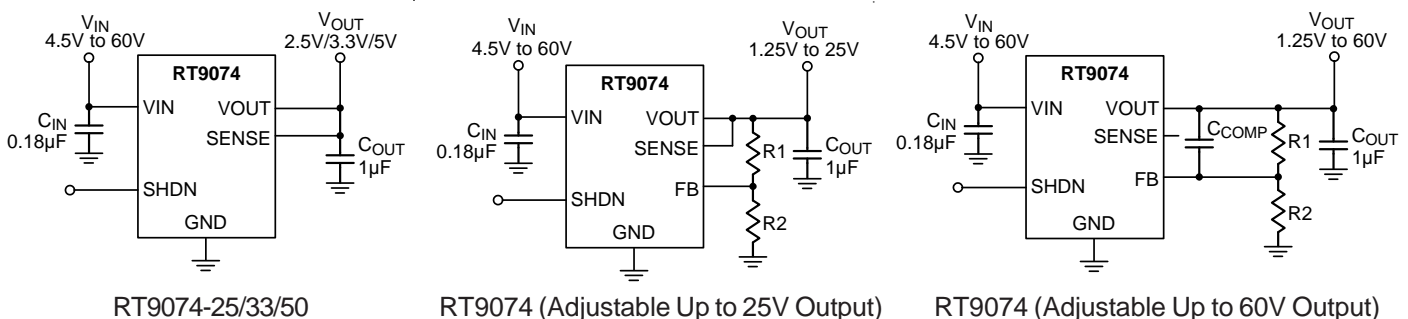 VIN
4.5V to 60V
VOUT
2.5V/3.3V/5V
RT9074
VIN
VOUT
SENSE
CIN
0.18µF
COUT
1µF
SHDN
GND
RT9074-25/33/50
VIN
4.5V to 60V
VOUT
1.25V to 25V
RT9074
VIN
VOUT
SENSE
CIN
0.18µF
R1
COUT
1µF
FB
SHDN
R2
GND
RT9074 (Adjustable Up to 25V Output)
VIN
4.5V to 60V
VOUT
1.25V to 60V
RT9074
VIN
VOUT
SENSE
CIN
0.18µF
CCOMP
R1
COUT
1µF
FB
SHDN
R2
GND
RT9074 (Adjustable Up to 60V Output)